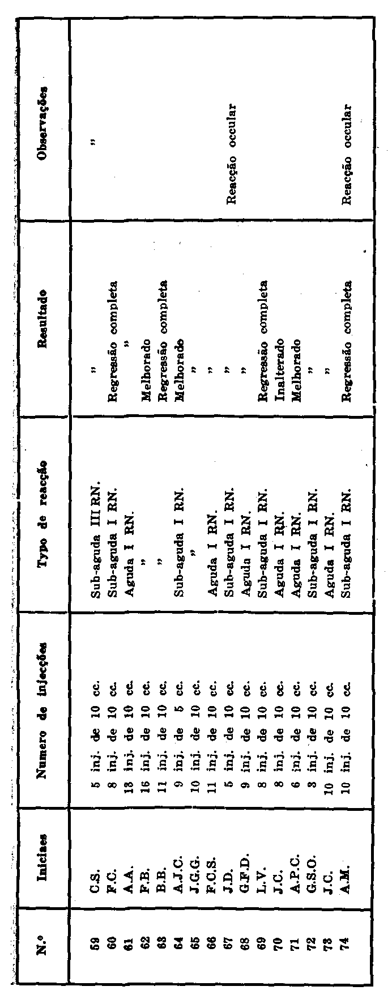 N.º Iniciaes Numero de injecções Typo de reacção Resultado Observações
59 C.S. 5 inj. de 10 cc. Sub-aguda III RN. " "
60 F.C. 8 inj. de 10 cc. Sub-aguda I RN. Regressão completa
61 A.A. 13 inj. de 10 cc. Aguda I RN. "
62 F.B. 16 inj. de 10 cc. " Melhorado
63 B.B. 11 inj. de 10 cc. " Regressão completa
64 A.J.C. 9 inj. de 5 cc. Sub-aguda I RN. Melhorado
65 J.G.G. 10 inj. de 10 cc. " "
66 F.C.S. 11 inj. de 10 cc. Aguda I RN. "
67 J.D. 5 inj. de 10 cc. Sub-aguda I RN. " Reacção occular
68 G.F.D. 9 inj. de 10 cc. Aguda I RN. "
69 L.V. 8 inj. de 10 cc. Sub-aguda I RN. Regressão completa
70 J.C. 8 inj. de 10 cc. Aguda I RN. Inalterado
71 A.P.C. 6 inj. de 10 cc. Aguda I RN. Melhorado
72 G.S.O. 3 inj. de 10 cc. Sub-aguda I RN. "
73 J.C. 10 inj. de 10 cc. Aguda I RN. "
74 A.M. 10 inj. de 10 cc. Sub-aguda I RN. Regressão completa Reacção occular